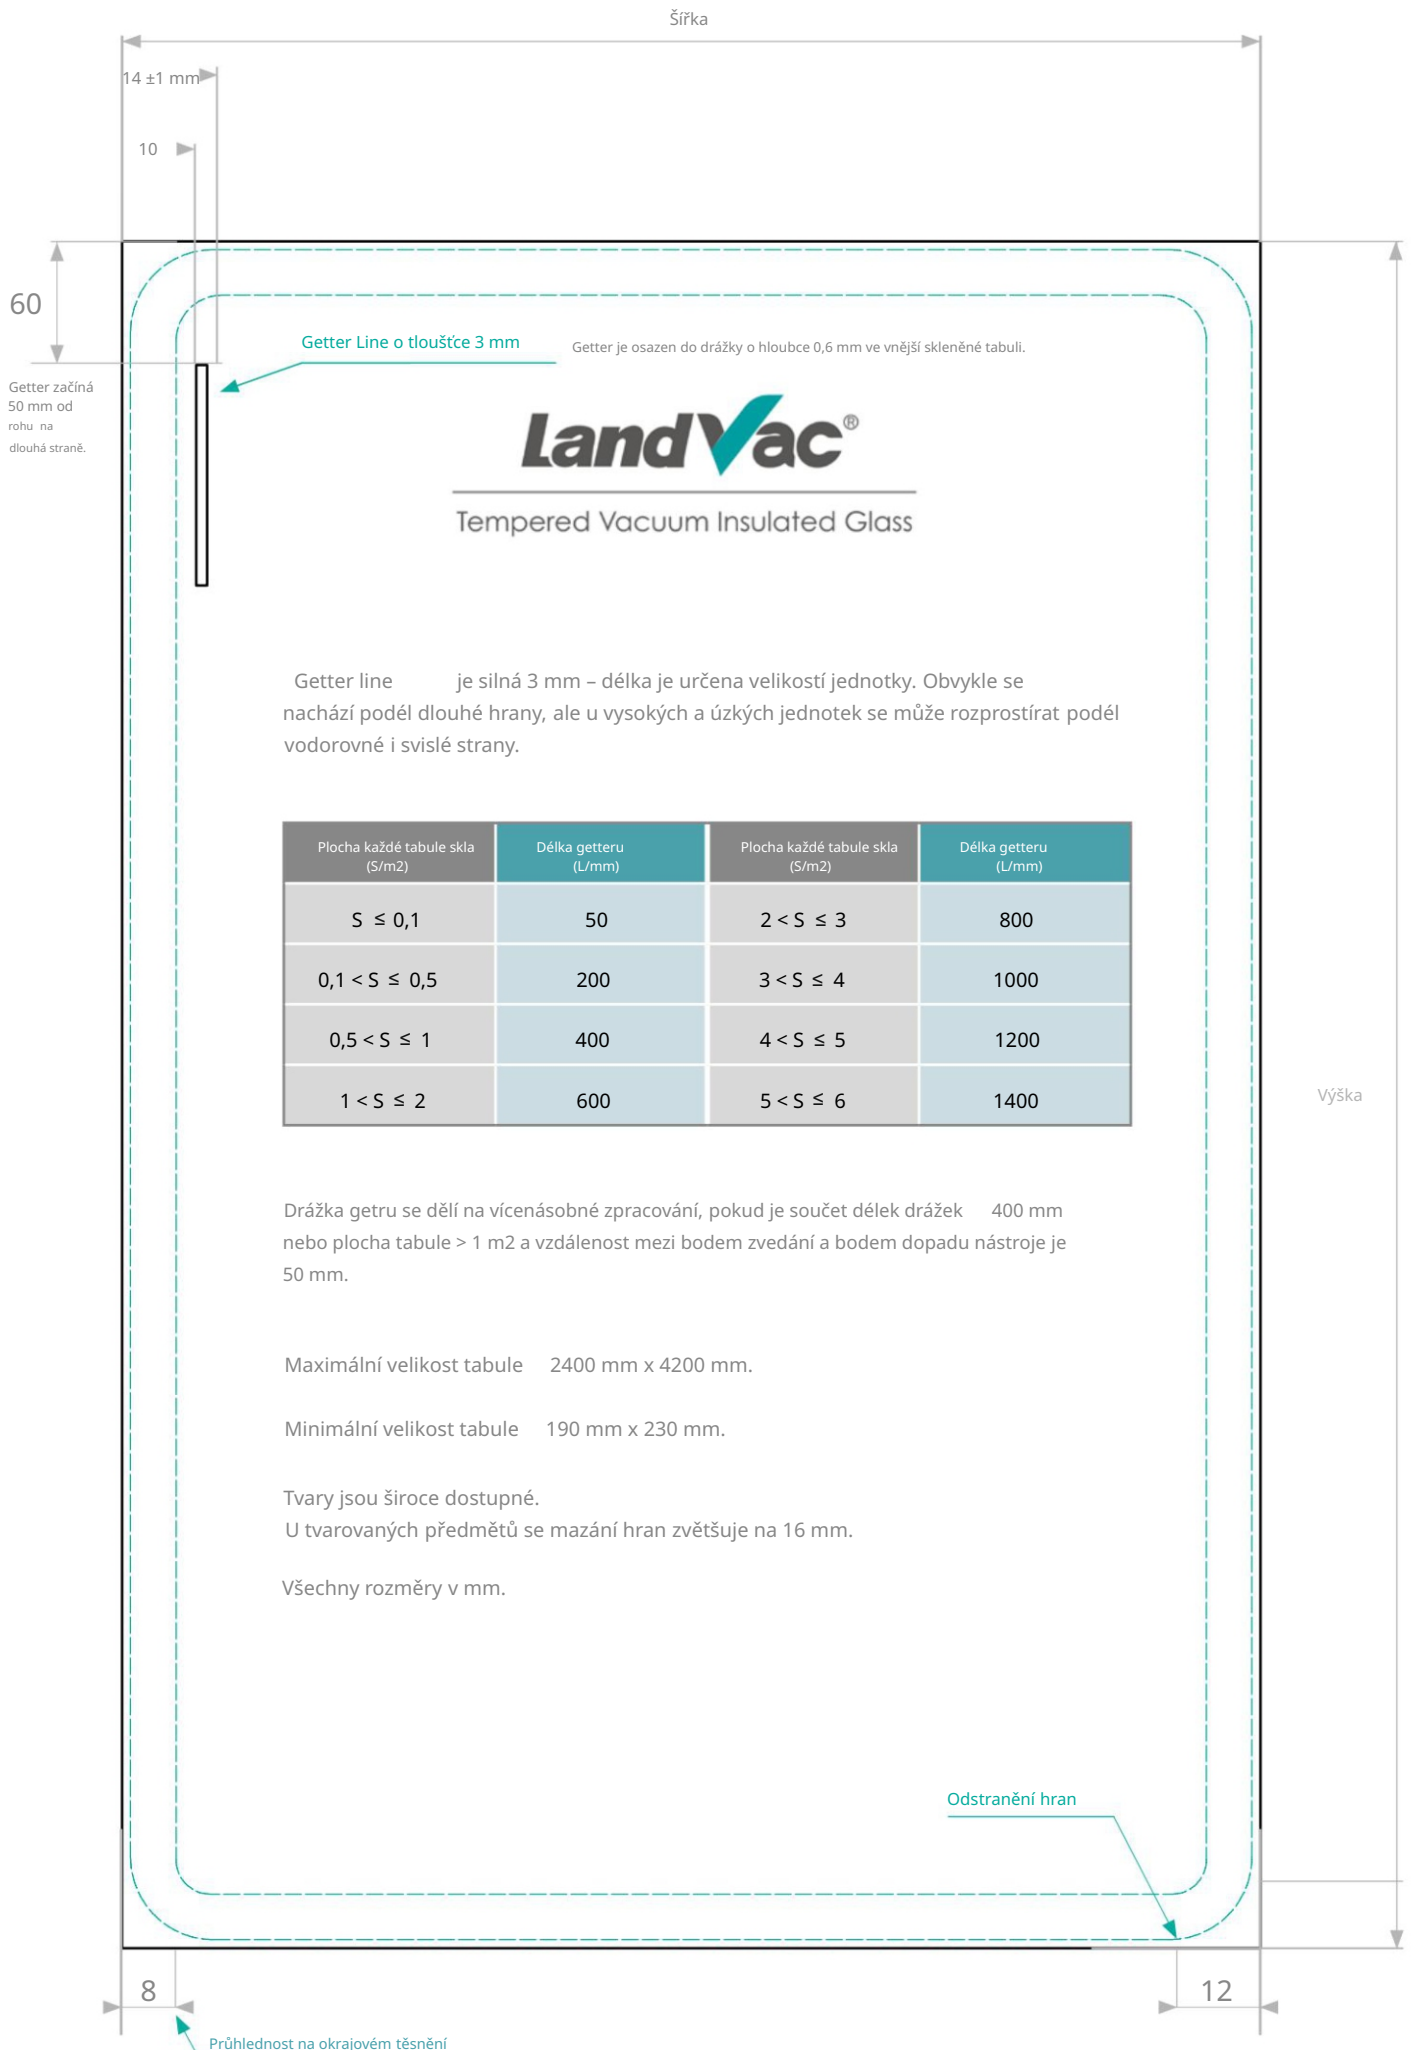 Šířka
14 ±1 mm
10
60
Getter Line o tloušťce 3 mm
Getter je osazen do drážky o hloubce 0,6 mm ve vnější skleněné tabuli.
Getter začíná
50 mm od
rohu na
dlouhá straně.
LandVac®
Tempered Vacuum Insulated Glass
Getter line je silná 3 mm – délka je určena velikostí jednotky. Obvykle se
nachází podél dlouhé hrany, ale u vysokých a úzkých jednotek se může rozprostírat podél
vodorovné i svislé strany.
Plocha každé tabule skla (S/m2) Délka getteru (L/mm) Plocha každé tabule skla (S/m2) Délka getteru (L/mm)
S ≤ 0,1 50 2 < S ≤ 3 800
0,1 < S ≤ 0,5 200 3 < S ≤ 4 1000
0,5 < S ≤ 1 400 4 < S ≤ 5 1200
1 < S ≤ 2 600 5 < S ≤ 6 1400
Výška
Drážka getru se dělí na vícenásobné zpracování, pokud je součet délek drážek 400 mm
nebo plocha tabule > 1 m2 a vzdálenost mezi bodem zvedání a bodem dopadu nástroje je
50 mm.
Maximální velikost tabule 2400 mm x 4200 mm.
Minimální velikost tabule 190 mm x 230 mm.
Tvary jsou široce dostupné.
U tvarovaných předmětů se mazání hran zvětšuje na 16 mm.
Všechny rozměry v mm.
Odstranění hran
8
12
Průhlednost na okrajovém těsnění